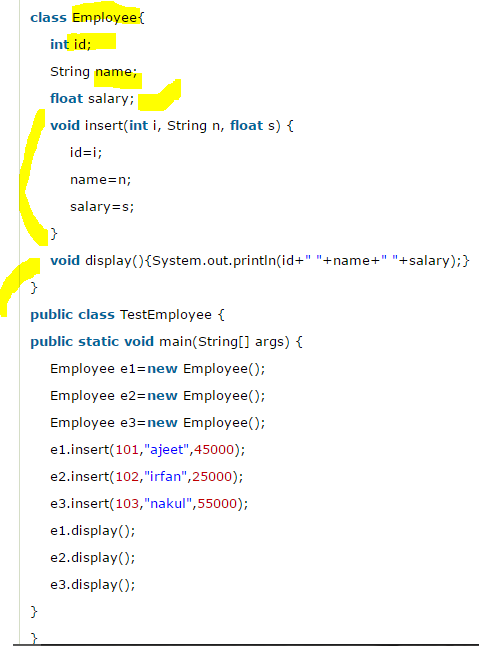 class Employee{
int id;
String name;
float salary;
void insert(int i, String n, float s) {
id=i;
name=n;
salary=s;
}
void display(){System.out.println(id+" "+name+" "+salary);}
}
public class TestEmployee {
public static void main(String[] args) {
Employee e1=new Employee();
Employee e2=new Employee();
Employee e3=new Employee();
e1.insert(101,"ajeet",45000);
e2.insert(102,"irfan",25000);
e3.insert(103,"nakul",55000);
e1.display();
e2.display();
e3.display();
}
}